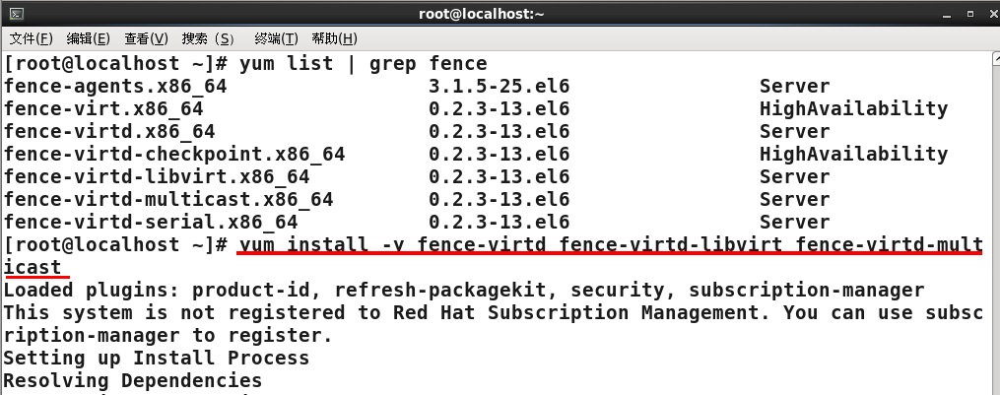 root@localhost:~
文件(F) 编辑(E) 查看(V) 搜索 (S) 终端(T) 帮助(H)
[root@localhost ~]# yum list | grep fence
fence-agents.x86_64 3.1.5-25.el6 Server
fence-virt.x86_64 0.2.3-13.el6 HighAvailability
fence-virtd.x86_64 0.2.3-13.el6 Server
fence-virtd-checkpoint.x86_64 0.2.3-13.el6 HighAvailability
fence-virtd-libvirt.x86_64 0.2.3-13.el6 Server
fence-virtd-multicast.x86_64 0.2.3-13.el6 Server
fence-virtd-serial.x86_64 0.2.3-13.el6 Server
[root@localhost ~]# yum install -y fence-virtd fence-virtd-libvirt fence-virtd-mult
icast
Loaded plugins: product-id, refresh-packagekit, security, subscription-manager
This system is not registered to Red Hat Subscription Management. You can use subsc
ription-manager to register.
Setting up Install Process
Resolving Dependencies